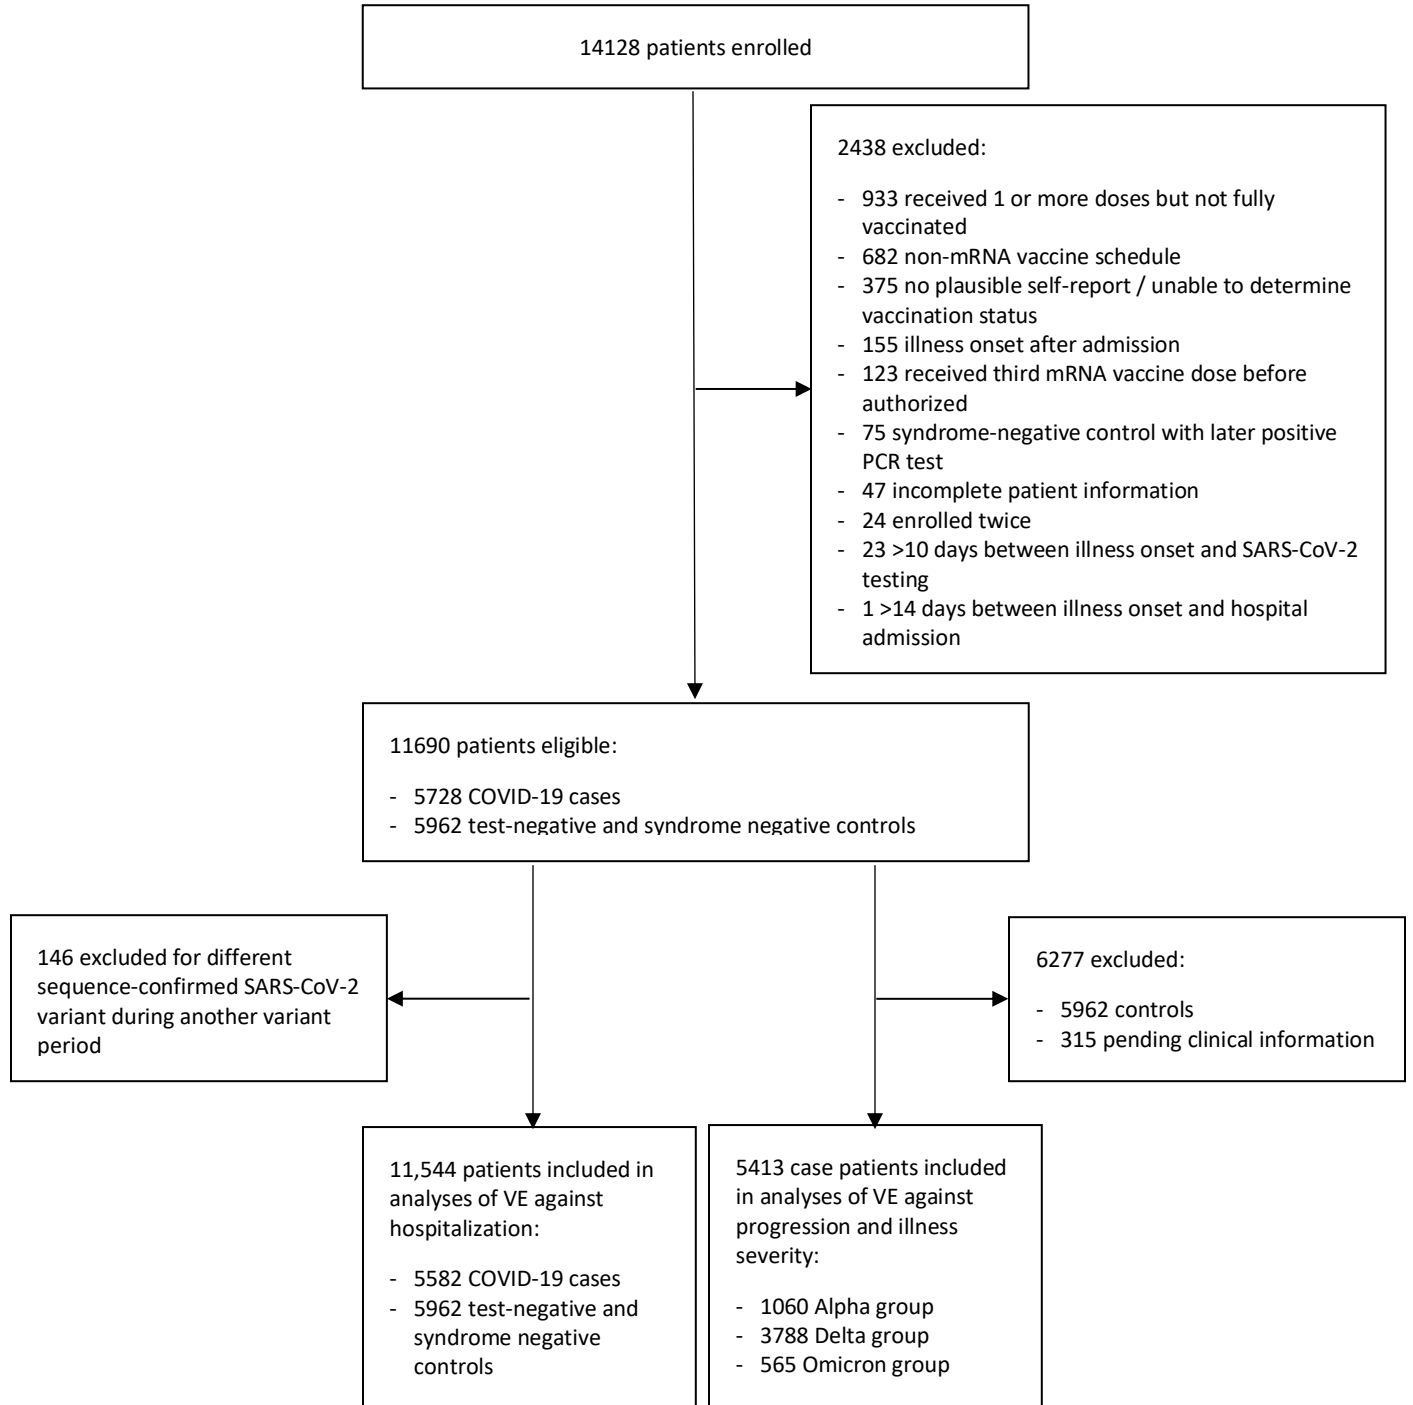 14128 patients enrolled
2438 excluded:
- 933 received 1 or more doses but not fully
vaccinated
- 682 non-mRNA vaccine schedule
- 375 no plausible self-report / unable to determine
vaccination status
- 155 illness onset after admission
- 123 received third mRNA vaccine dose before
authorized
- 75 syndrome-negative control with later positive
PCR test
- 47 incomplete patient information
- 24 enrolled twice
- 23 >10 days between illness onset and SARS-CoV-2
testing
- 1 >14 days between illness onset and hospital
admission
11690 patients eligible:
- 5728 COVID-19 cases
- 5962 test-negative and syndrome negative controls
146 excluded for different
sequence-confirmed SARS-CoV-2
variant during another variant
period
6277 excluded:
- 5962 controls
- 315 pending clinical information
11,544 patients included in
analyses of VE against
hospitalization:
- 5582 COVID-19 cases
- 5962 test-negative and
syndrome negative
controls
5413 case patients included
in analyses of VE against
progression and illness
severity:
- 1060 Alpha group
- 3788 Delta group
- 565 Omicron group